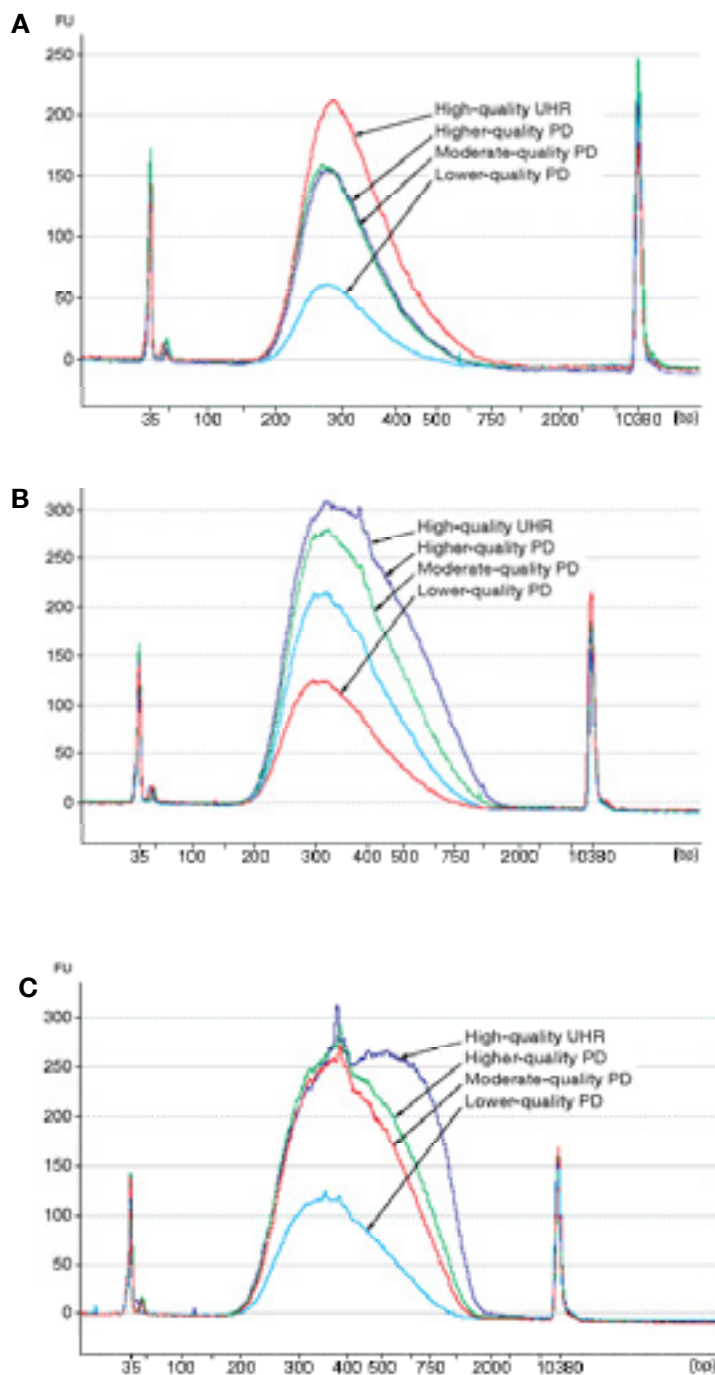 A
FU
250
200
150
100
50
0
High-quality UHR
Higher-quality PD
Moderate-quality PD
Lower-quality PD
35 100 200 300 400 500 750 2000 10380 [bp]
B
300
250
200
150
100
50
0
High-quality UHR
Higher-quality PD
Moderate-quality PD
Lower-quality PD
35 100 200 300 400 500 750 2000 10380 [bp]
C
FU
300
250
200
150
100
50
0
High-quality UHR
Higher-quality PD
Moderate-quality PD
Lower-quality PD
35 100 200 300 400 500 750 2000 10380 [bp]